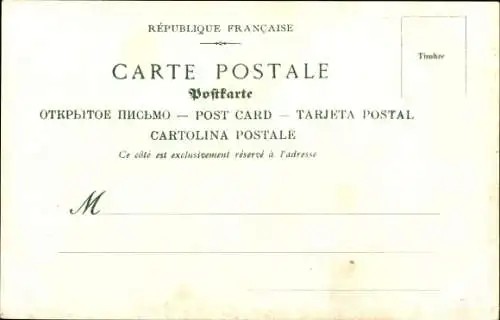 RÉPUBLIQUE FRANÇAISE
Timbre
CARTE POSTALE
Postkarte
ОТКРЫТОЕ ПИСЬМО — POST CARD — TARJETA POSTAL
CARTOLINA POSTALE
Ce côté est exclusivement réservé à l'adresse
M